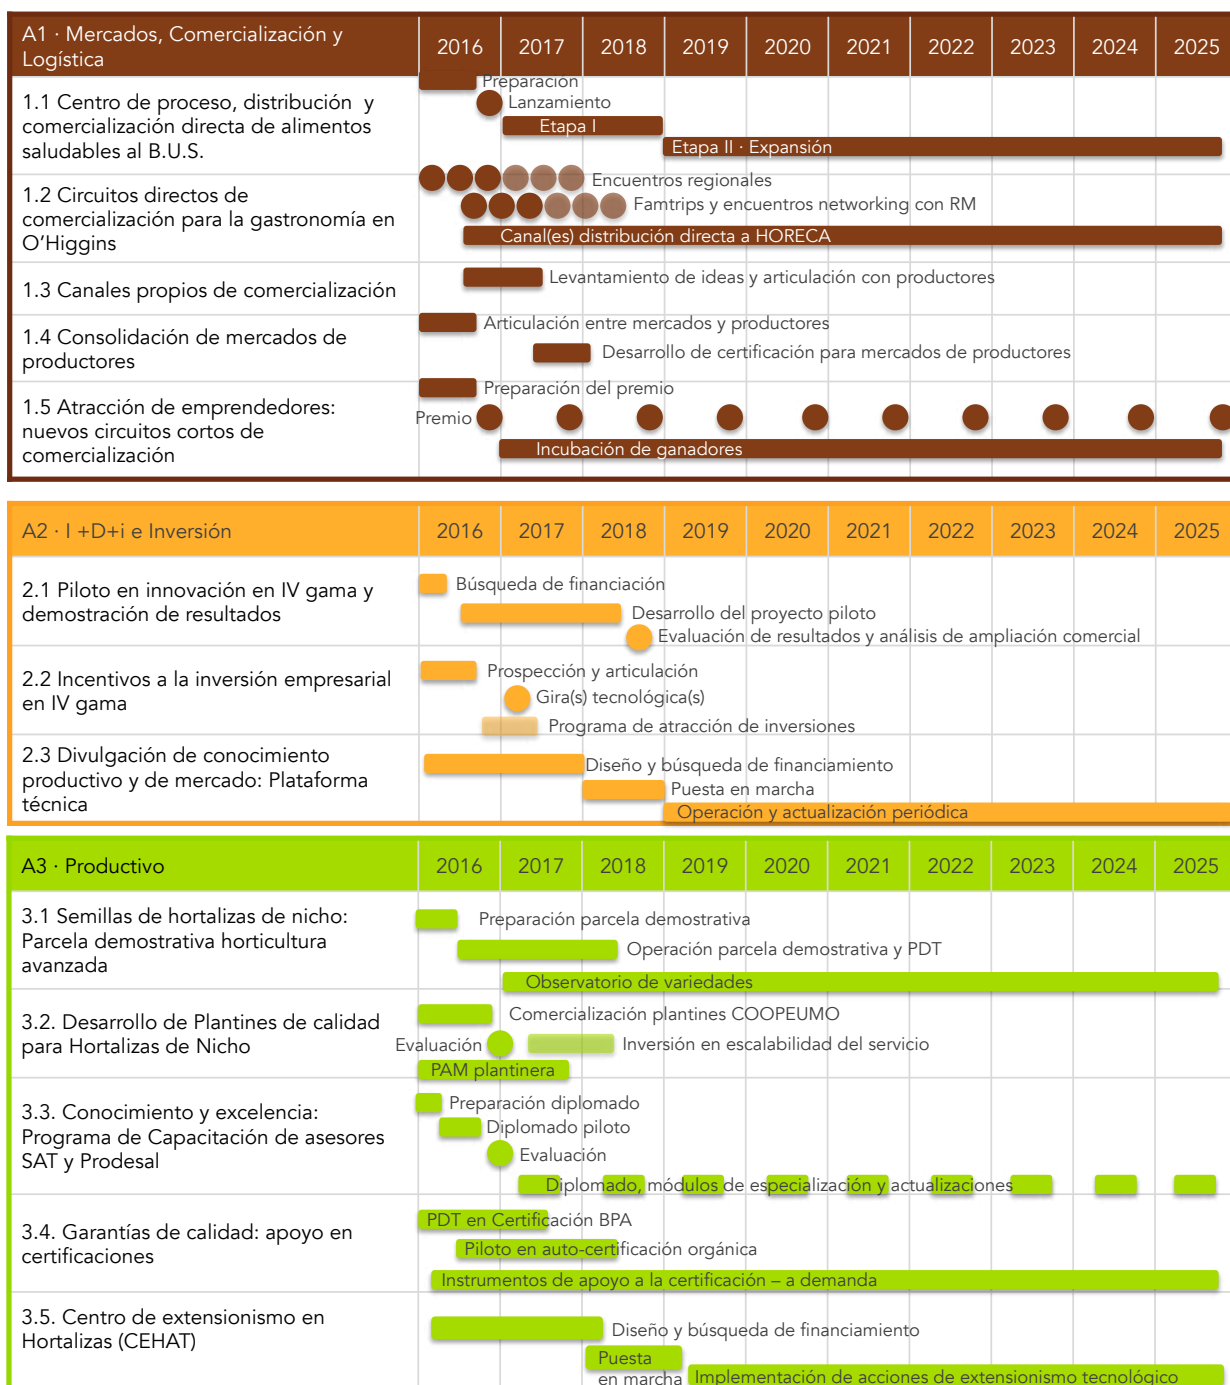 A1 · Mercados, Comercialización y
Logística
2016 2017 2018 2019 2020 2021 2022 2023 2024 2025
1.1 Centro de proceso, distribución y
comercialización directa de alimentos
saludables al B.U.S.
Preparación
Lanzamiento
Etapa I
Etapa II · Expansión
1.2 Circuitos directos de
comercialización para la gastronomía en
O’Higgins
Encuentros regionales
Famtrips y encuentros networking con RM
Canal(es) distribución directa a HORECA
1.3 Canales propios de comercialización
Levantamiento de ideas y articulación con productores
1.4 Consolidación de mercados de
productores
Articulación entre mercados y productores
Desarrollo de certificación para mercados de productores
1.5 Atracción de emprendedores:
nuevos circuitos cortos de
comercialización
Preparación del premio
Premio
Incubación de ganadores
A2 · I +D+i e Inversión
2016 2017 2018 2019 2020 2021 2022 2023 2024 2025
2.1 Piloto en innovación en IV gama y
demostración de resultados
Búsqueda de financiación
Desarrollo del proyecto piloto
Evaluación de resultados y análisis de ampliación comercial
2.2 Incentivos a la inversión empresarial
en IV gama
Prospección y articulación
Gira(s) tecnológica(s)
Programa de atracción de inversiones
2.3 Divulgación de conocimiento
productivo y de mercado: Plataforma
técnica
Diseño y búsqueda de financiamiento
Puesta en marcha
Operación y actualización periódica
A3 · Productivo
2016 2017 2018 2019 2020 2021 2022 2023 2024 2025
3.1 Semillas de hortalizas de nicho:
Parcela demostrativa horticultura
avanzada
Preparación parcela demostrativa
Operación parcela demostrativa y PDT
Observatorio de variedades
3.2. Desarrollo de Plantines de calidad
para Hortalizas de Nicho
Comercialización plantines COOPEUMO
Evaluación
Inversión en escalabilidad del servicio
PAM plantinera
3.3. Conocimiento y excelencia:
Programa de Capacitación de asesores
SAT y Prodesal
Preparación diplomado
Diplomado piloto
Evaluación
Diplomado, módulos de especialización y actualizaciones
3.4. Garantías de calidad: apoyo en
certificaciones
PDT en Certificación BPA
Piloto en auto-certificación orgánica
Instrumentos de apoyo a la certificación – a demanda
3.5. Centro de extensionismo en
Hortalizas (CEHAT)
Diseño y búsqueda de financiamiento
Puesta
en marcha
Implementación de acciones de extensionismo tecnológico